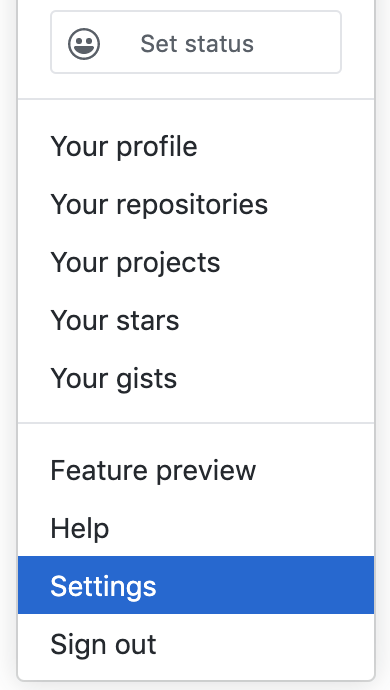 Set status
Your profile
Your repositories
Your projects
Your stars
Your gists
Feature preview
Help
Settings
Sign out